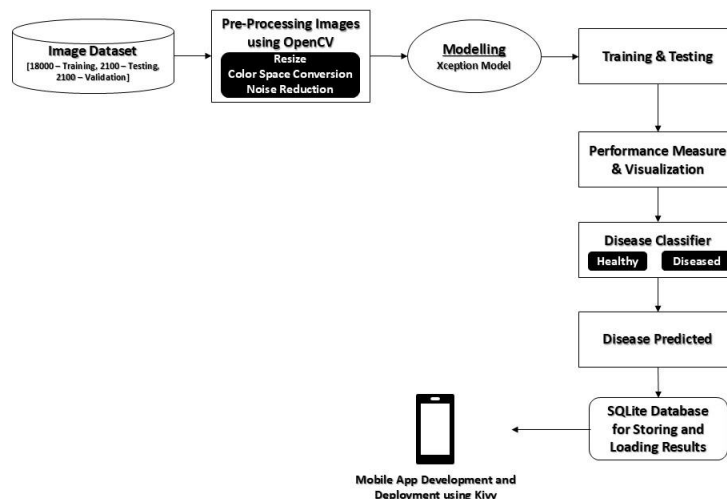 Image Dataset
[18000 – Training, 2100 – Testing,
2100 – Validation]
Pre-Processing Images
using OpenCV
Resize
Color Space Conversion
Noise Reduction
Modelling
Xception Model
Training & Testing
Performance Measure
& Visualization
Disease Classifier
Healthy Diseased
Disease Predicted
SQLite Database
for Storing and
Loading Results
Mobile App Development and
Deployment using Kivy